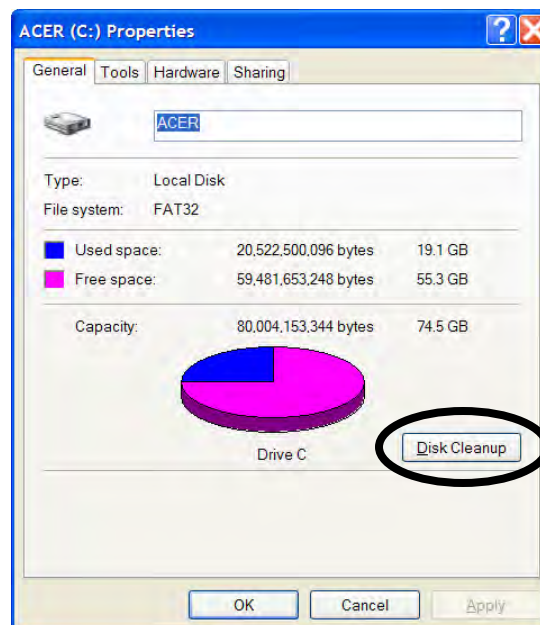 ACER (C:) Properties
General Tools Hardware Sharing
ACER
Type: Local Disk
File system: FAT32
Used space: 20,522,500,096 bytes 19.1 GB
Free space: 59,481,653,248 bytes 55.3 GB
Capacity: 80,004,153,344 bytes 74.5 GB
Drive C
Disk Cleanup
OK Cancel Apply